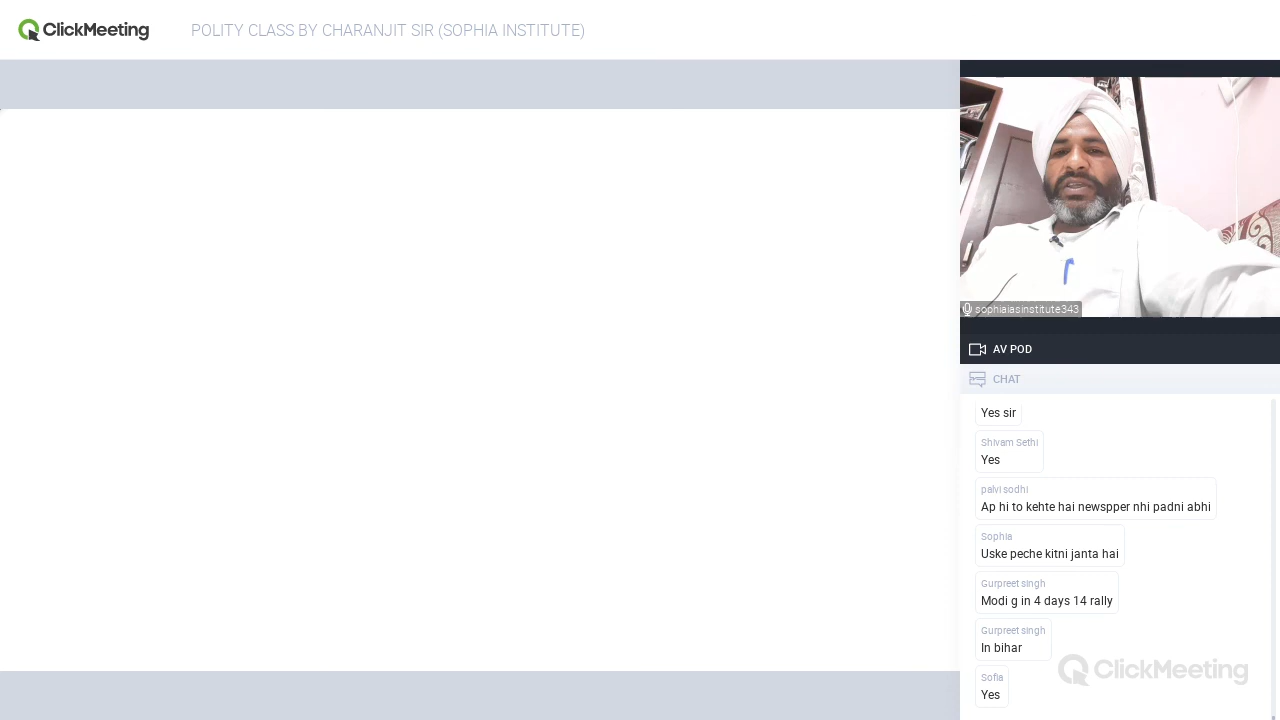 ClickMeeting
POLITY CLASS BY CHARANJIT SIR (SOPHIA INSTITUTE)
sophiaiasinstitute343
AV POD
CHAT
Yes sir
Shivam Sethi
Yes
palvi sodhi
Ap hi to kehte hai newspper nhi padni abhi
Sophia
Uske peche kitni janta hai
Gurpreet singh
Modi g in 4 days 14 rally
Gurpreet singh
In bihar
Sofia
Yes
ClickMeeting